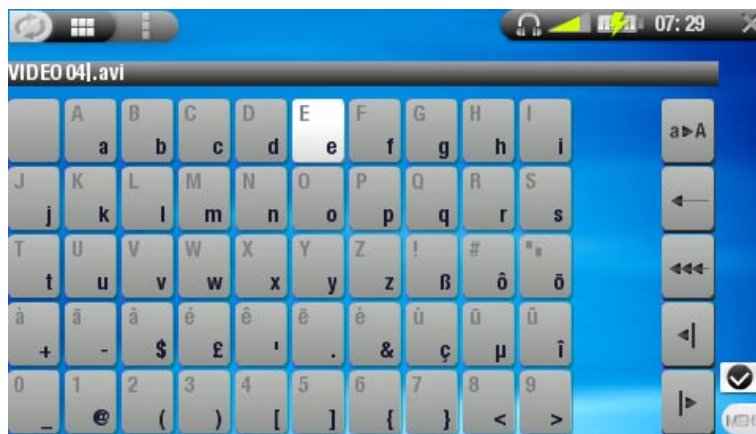 07:29
VIDEO 04|.avi
A a B b C c D d E e F f G g H h I i a▸A
J j K k L l M m N n O o P p Q q R r S s
T t U u V v W w X x Y y Z z ! ß # ô õ
à + ã - â $ é £ ê ' ẽ . è & ù ç ũ µ û î
0 _ 1 @ 2 ( 3 ) 4 [ 5 ] 6 { 7 } 8 < 9 >